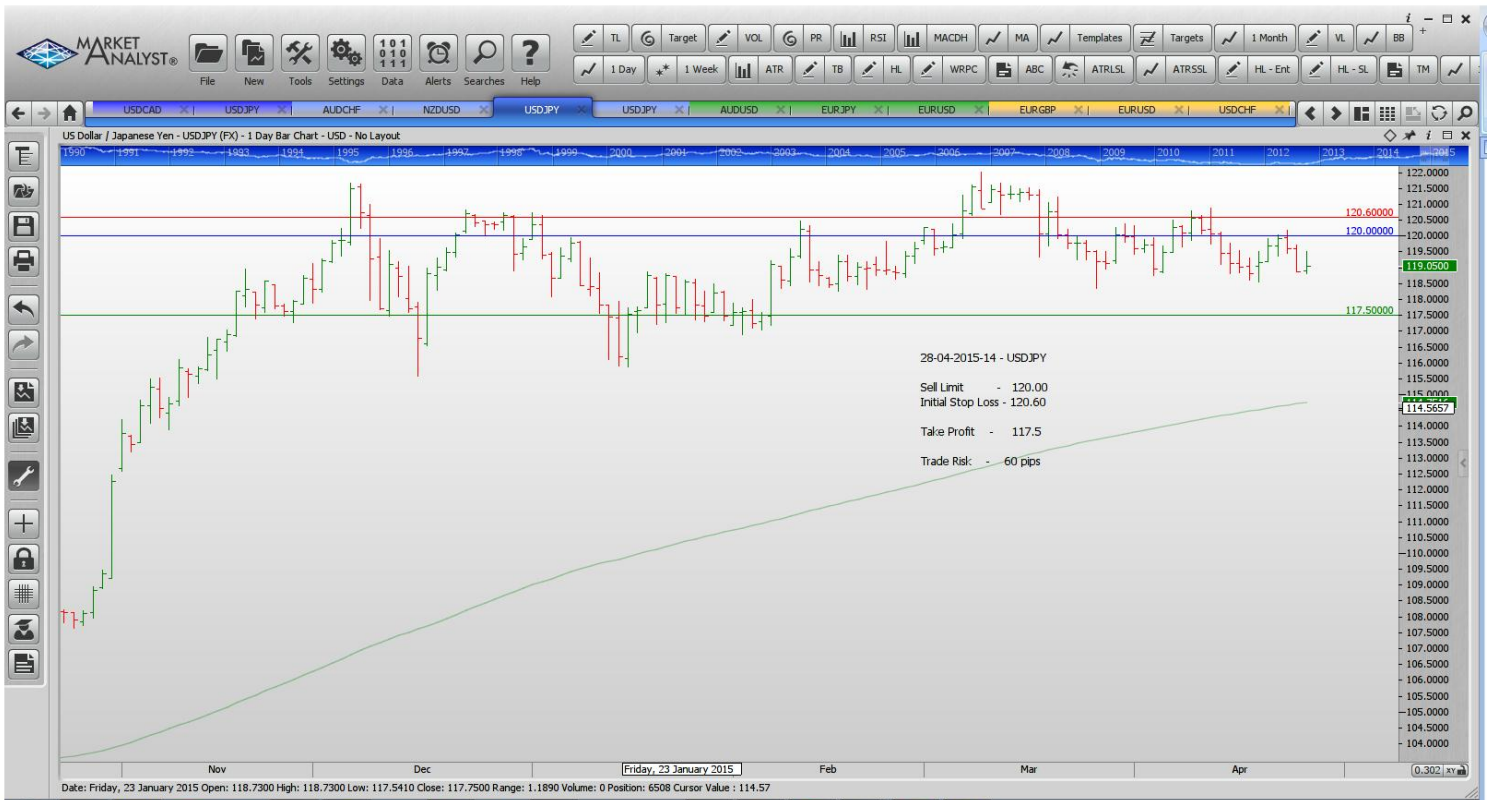 MARKET ANALYST®
File New Tools Settings Data Alerts Searches Help
TL Target VOL PR RSI MACDH MA Templates Targets 1 Month VL BB
1 Day 1 Week ATR TB HL WRPC ABC ATRLSL ATRSSL HL - Ent HL - SL TM
USDCAD USDJPY AUDCHF NZDUSD USDJPY USDJPY AUDUSD EURJPY EURUSD EURGBP EURUSD USDCHF
US Dollar / Japanese Yen - USDJPY (FX) - 1 Day Bar Chart - USD - No Layout
1990 1991 1992 1993 1994 1995 1996 1997 1998 1999 2000 2001 2002 2003 2004 2005 2006 2007 2008 2009 2010 2011 2012 2013 2014 2015
122.0000
121.5000
121.0000
120.60000
120.5000
120.00000
120.0000
119.5000
119.0500
118.5000
118.0000
117.50000
117.5000
117.0000
116.5000
116.0000
115.5000
115.0000
114.5657
114.0000
113.5000
113.0000
112.5000
112.0000
111.5000
111.0000
110.5000
110.0000
109.5000
109.0000
108.5000
108.0000
107.5000
107.0000
106.5000
106.0000
105.5000
105.0000
104.5000
104.0000
28-04-2015-14 - USDJPY
Sell Limit - 120.00
Initial Stop Loss - 120.60
Take Profit - 117.5
Trade Risk - 60 pips
Nov Dec Friday, 23 January 2015 Feb Mar Apr
0.302 XY
Date: Friday, 23 January 2015 Open: 118.7300 High: 118.7300 Low: 117.5410 Close: 117.7500 Range: 1.1890 Volume: 0 Position: 6508 Cursor Value : 114.57